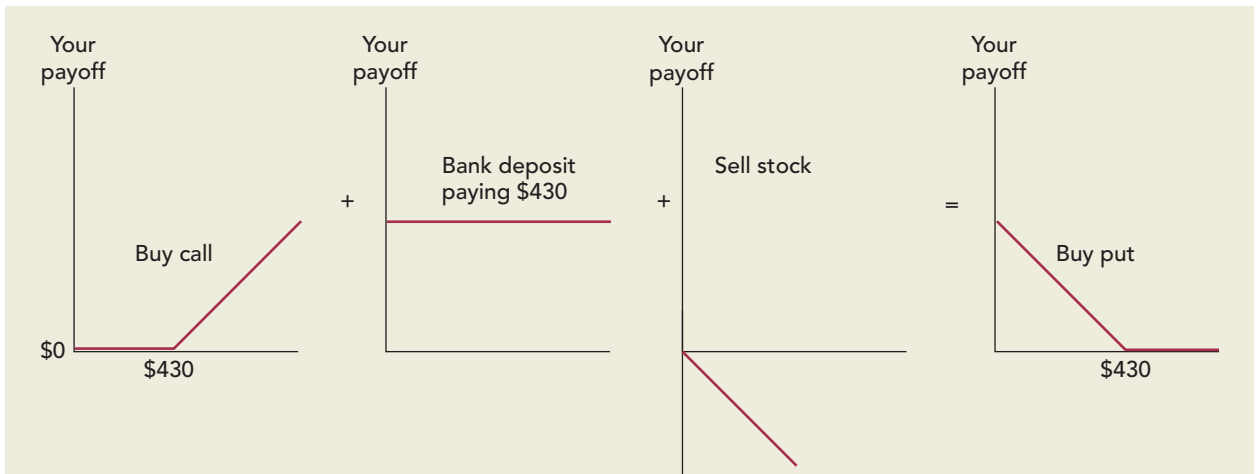 Your
payoff
Buy call
$0
$430
+
Your
payoff
Bank deposit
paying $430
+
Your
payoff
Sell stock
=
Your
payoff
Buy put
$430